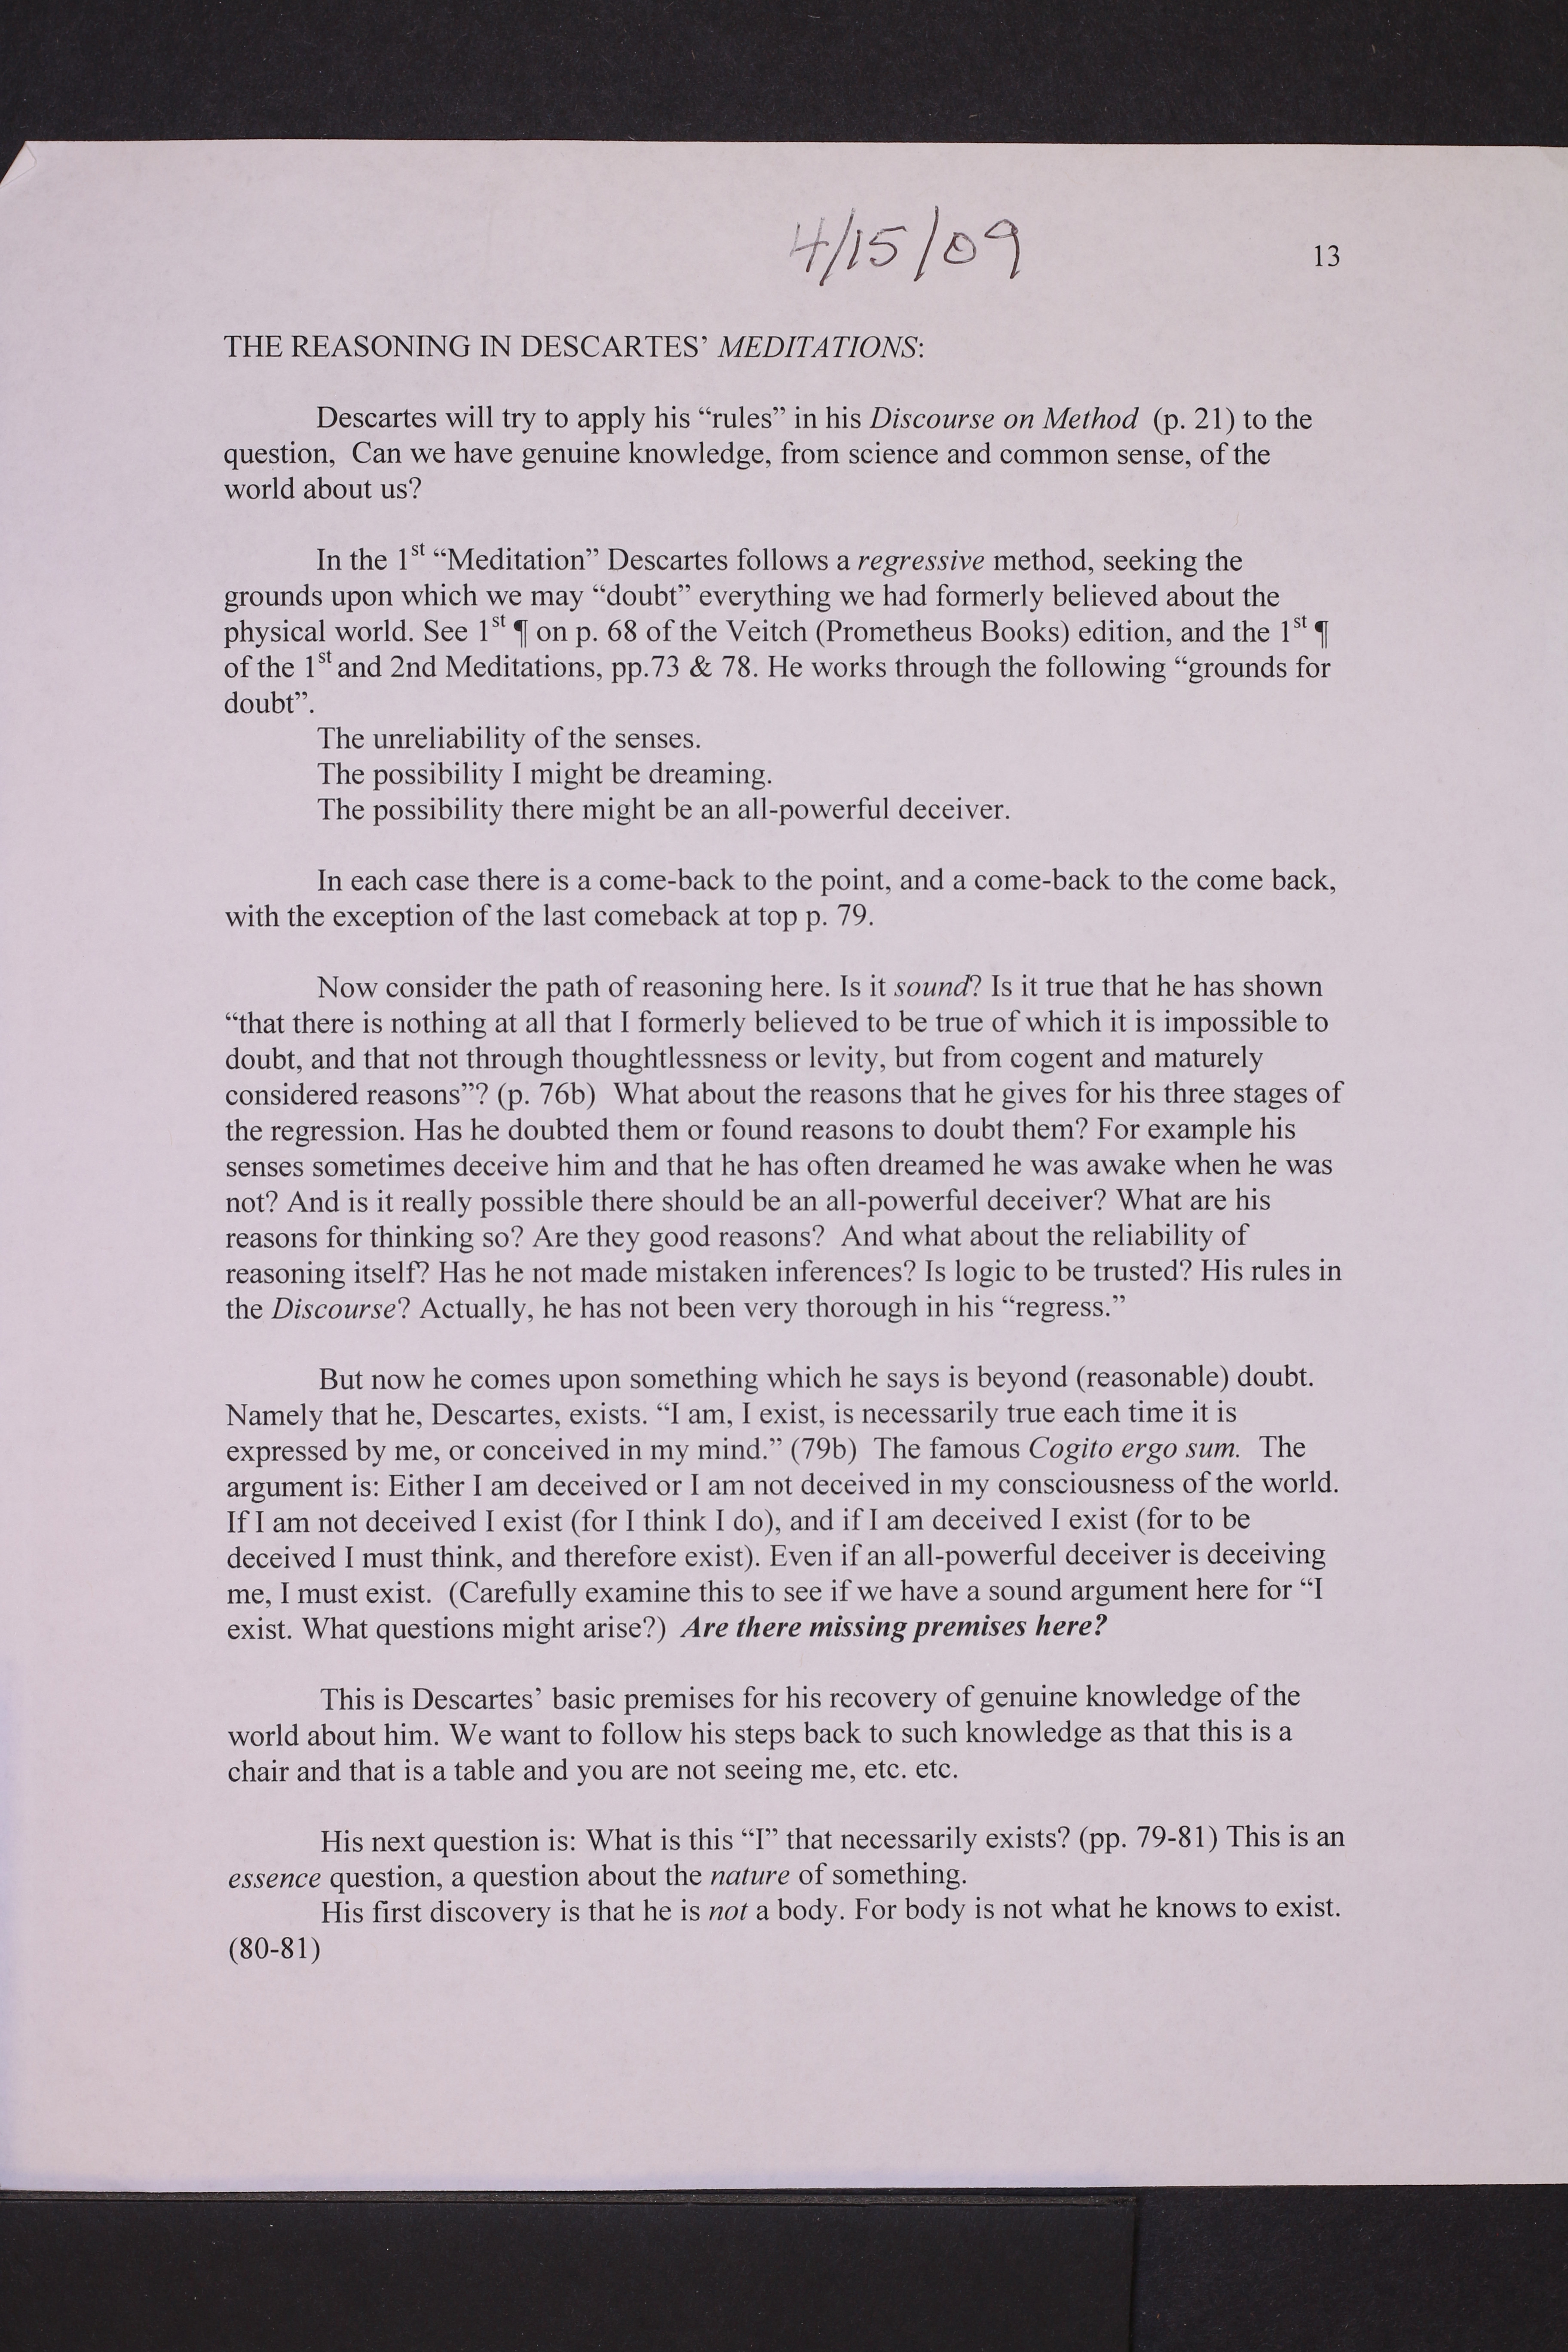 4/15/09
13
THE REASONING IN DESCARTES’ MEDITATIONS:
Descartes will try to apply his “rules” in his Discourse on Method (p. 21) to the
question, Can we have genuine knowledge, from science and common sense, of the
world about us?
In the 1st “Meditation” Descartes follows a regressive method, seeking the
grounds upon which we may “doubt” everything we had formerly believed about the
physical world. See 1st ¶ on p. 68 of the Veitch (Prometheus Books) edition, and the 1st ¶
of the 1st and 2nd Meditations, pp.73 & 78. He works through the following “grounds for
doubt”.
The unreliability of the senses.
The possibility I might be dreaming.
The possibility there might be an all-powerful deceiver.
In each case there is a come-back to the point, and a come-back to the come back,
with the exception of the last comeback at top p. 79.
Now consider the path of reasoning here. Is it sound? Is it true that he has shown
“that there is nothing at all that I formerly believed to be true of which it is impossible to
doubt, and that not through thoughtlessness or levity, but from cogent and maturely
considered reasons”? (p. 76b) What about the reasons that he gives for his three stages of
the regression. Has he doubted them or found reasons to doubt them? For example his
senses sometimes deceive him and that he has often dreamed he was awake when he was
not? And is it really possible there should be an all-powerful deceiver? What are his
reasons for thinking so? Are they good reasons? And what about the reliability of
reasoning itself? Has he not made mistaken inferences? Is logic to be trusted? His rules in
the Discourse? Actually, he has not been very thorough in his “regress.”
But now he comes upon something which he says is beyond (reasonable) doubt.
Namely that he, Descartes, exists. “I am, I exist, is necessarily true each time it is
expressed by me, or conceived in my mind.” (79b) The famous Cogito ergo sum. The
argument is: Either I am deceived or I am not deceived in my consciousness of the world.
If I am not deceived I exist (for I think I do), and if I am deceived I exist (for to be
deceived I must think, and therefore exist). Even if an all-powerful deceiver is deceiving
me, I must exist. (Carefully examine this to see if we have a sound argument here for “I
exist. What questions might arise?) Are there missing premises here?
This is Descartes’ basic premises for his recovery of genuine knowledge of the
world about him. We want to follow his steps back to such knowledge as that this is a
chair and that is a table and you are not seeing me, etc. etc.
His next question is: What is this “I” that necessarily exists? (pp. 79-81) This is an
essence question, a question about the nature of something.
His first discovery is that he is not a body. For body is not what he knows to exist.
(80-81)